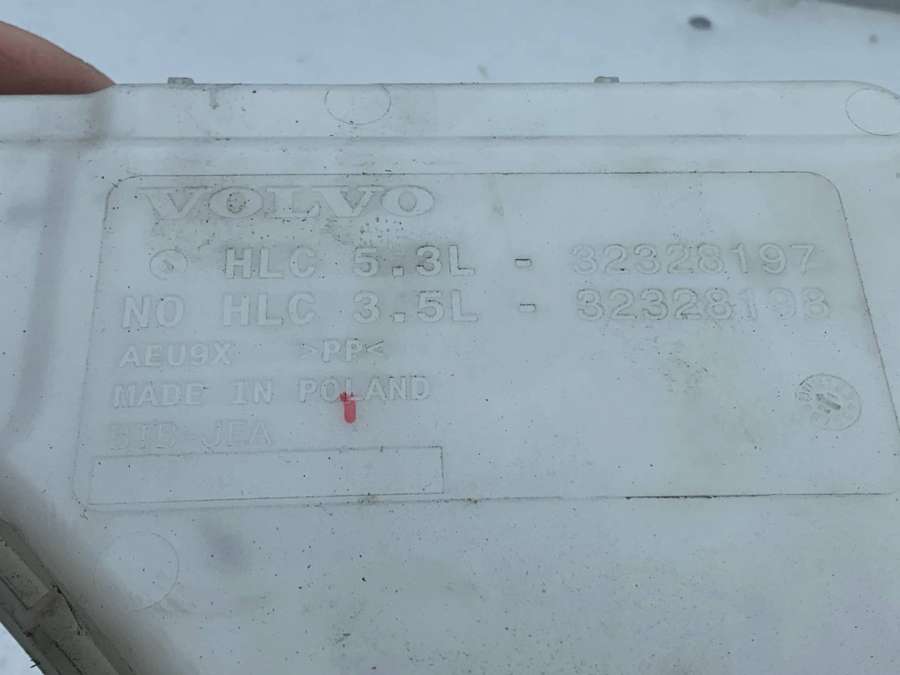 VOLVO
HLC 5.3L - 32328197
NO HLC 3.5L - 32328198
AEU9X >PP<
MADE IN POLAND